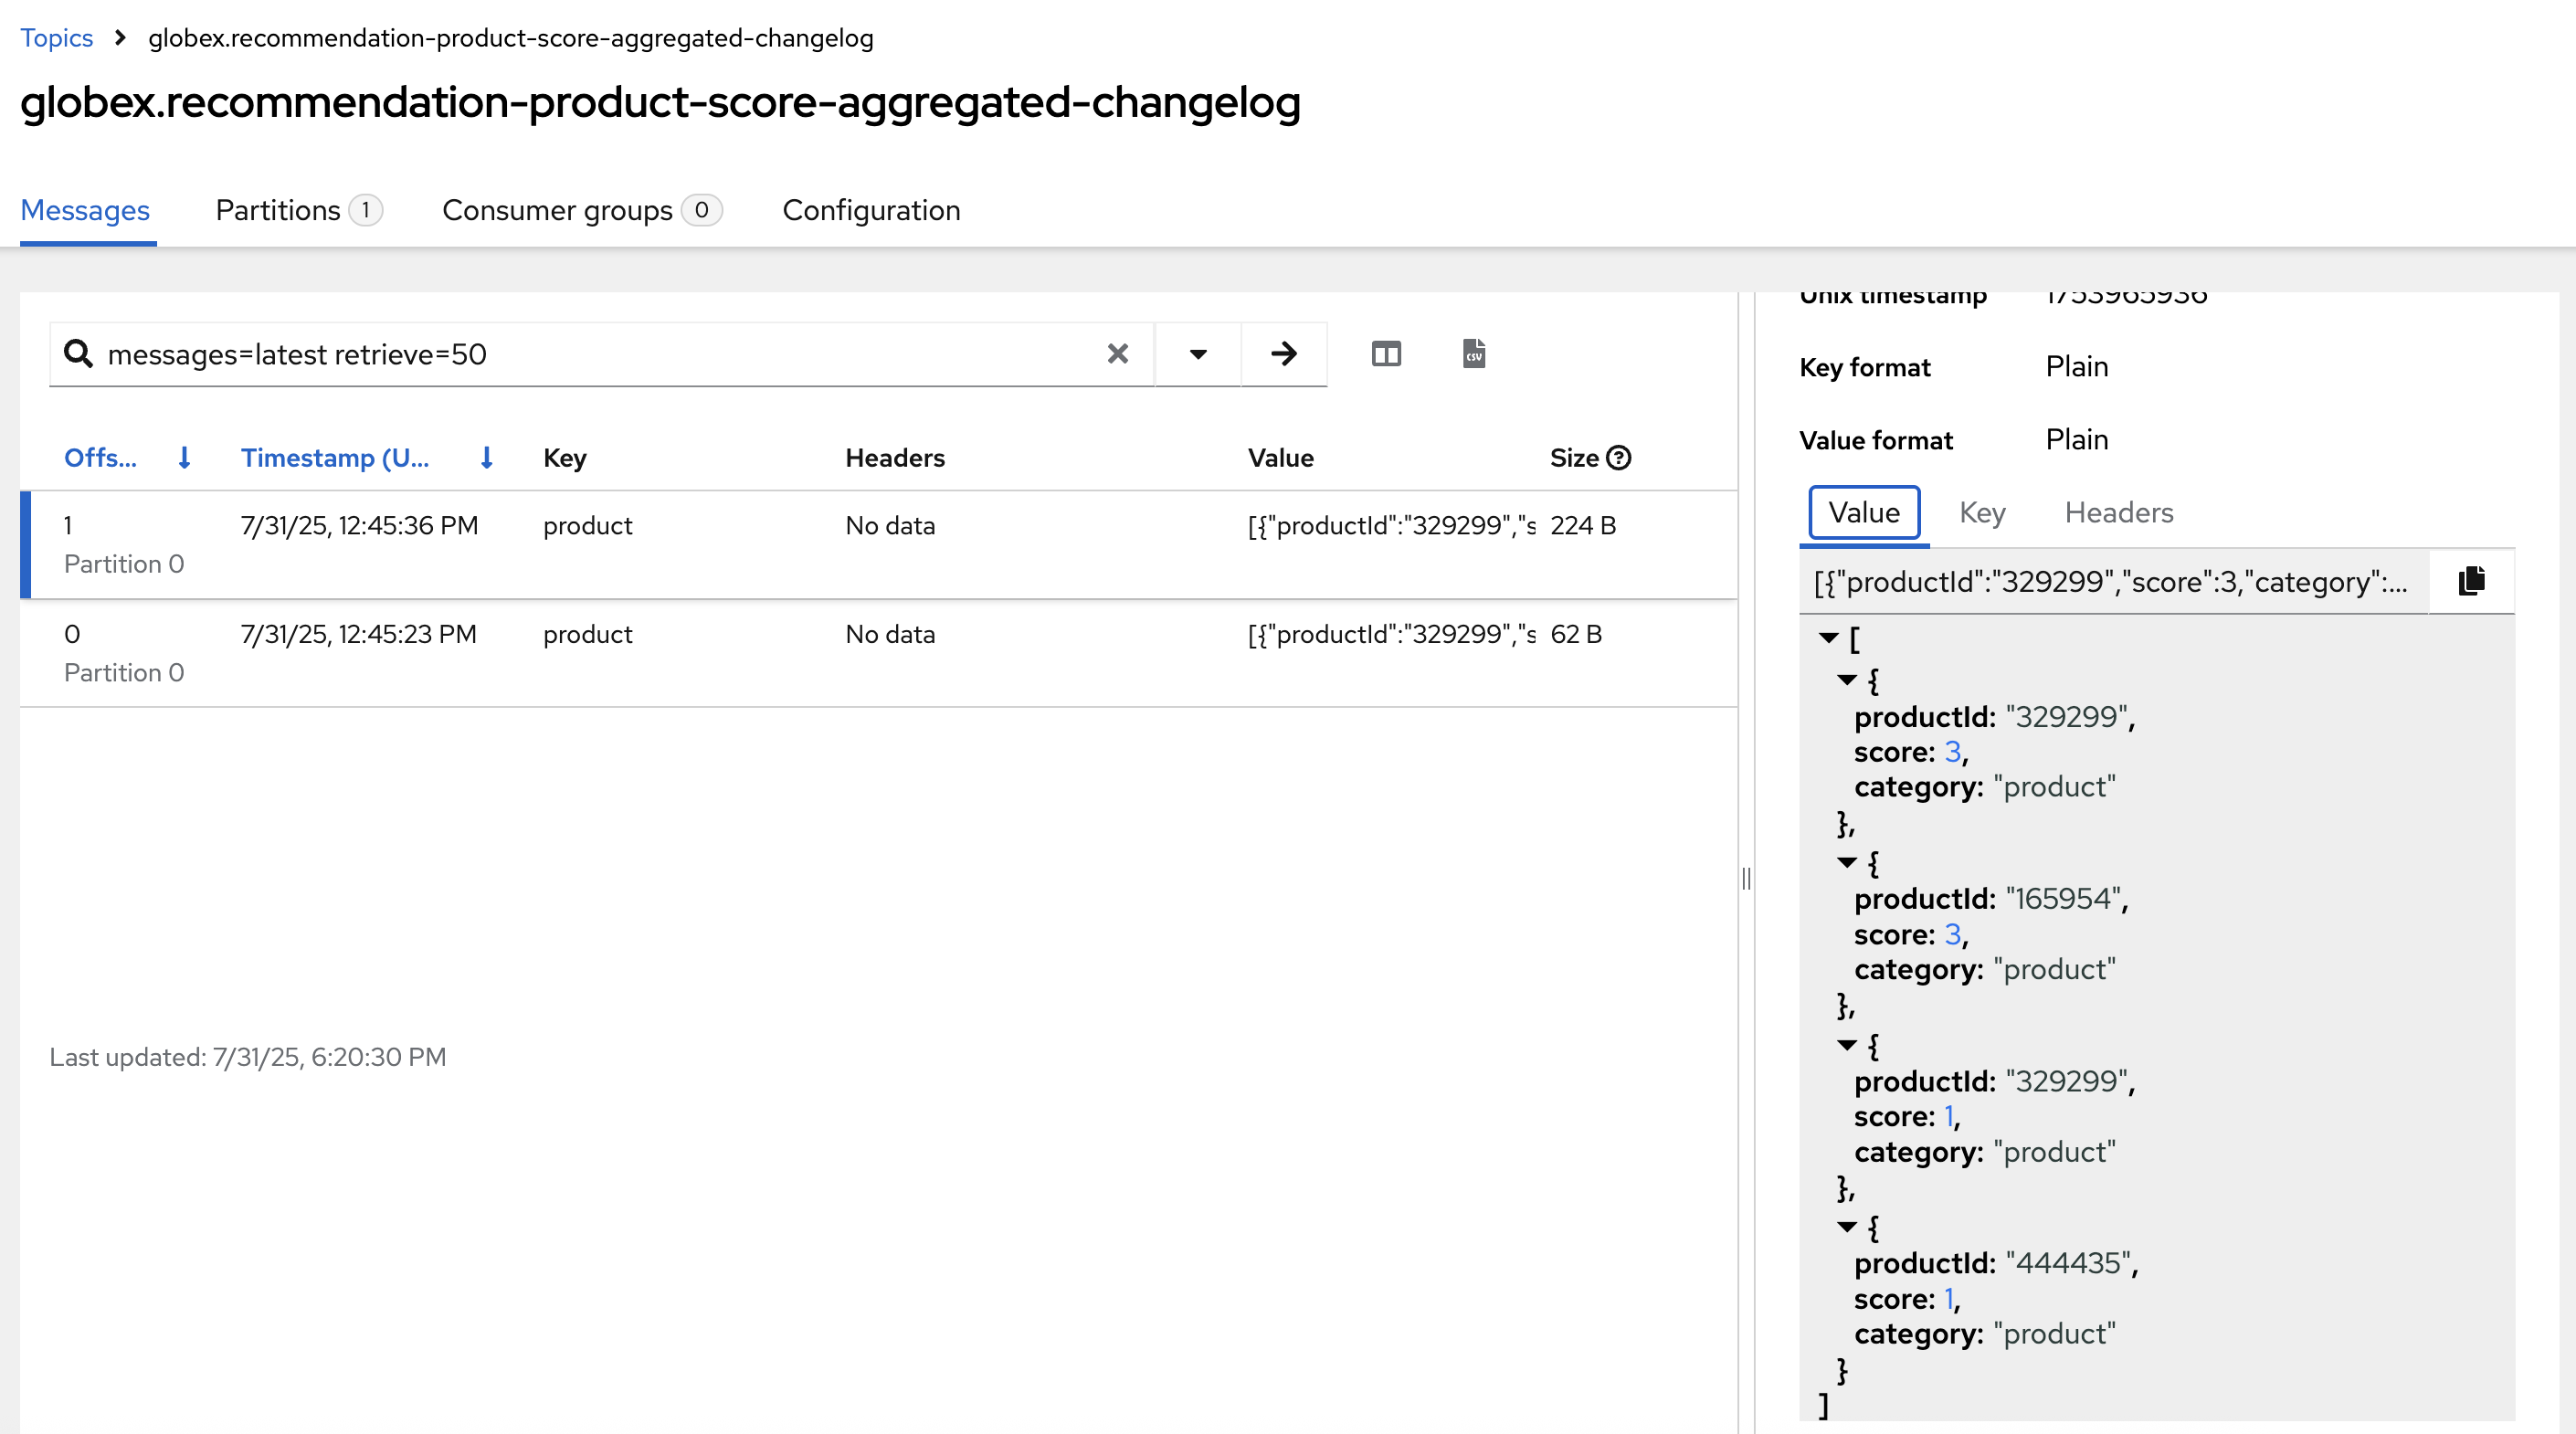 Topics > globex.recommendation-product-score-aggregated-changelog
globex.recommendation-product-score-aggregated-changelog
Messages Partitions 1 Consumer groups 0 Configuration
messages=latest retrieve=50
CSV
Offs... Timestamp (U... Key Headers Value Size
1 7/31/25, 12:45:36 PM product No data [{"productId":"329299","s 224 B
Partition 0
0 7/31/25, 12:45:23 PM product No data [{"productId":"329299","s 62 B
Partition 0
Last updated: 7/31/25, 6:20:30 PM
Unix timestamp 1753965936
Key format Plain
Value format Plain
Value Key Headers
[{"productId":"329299","score":3,"category":...
[
{
productId: "329299",
score: 3,
category: "product"
},
{
productId: "165954",
score: 3,
category: "product"
},
{
productId: "329299",
score: 1,
category: "product"
},
{
productId: "444435",
score: 1,
category: "product"
}
]